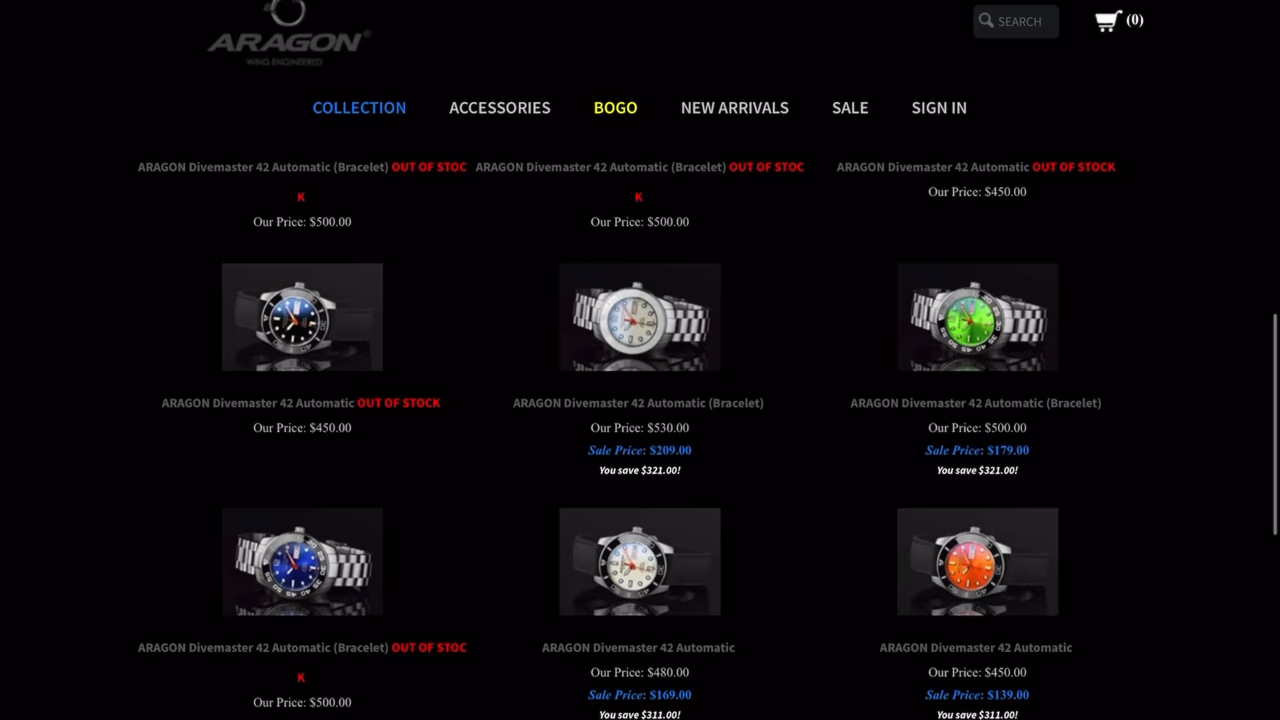 ARAGON®
WING ENGINEERED
SEARCH
(0)
COLLECTION ACCESSORIES BOGO NEW ARRIVALS SALE SIGN IN
ARAGON Divemaster 42 Automatic (Bracelet) OUT OF STOC
K
Our Price: $500.00
ARAGON Divemaster 42 Automatic (Bracelet) OUT OF STOC
K
Our Price: $500.00
ARAGON Divemaster 42 Automatic OUT OF STOCK
Our Price: $450.00
ARAGON Divemaster 42 Automatic OUT OF STOCK
Our Price: $450.00
ARAGON Divemaster 42 Automatic (Bracelet)
Our Price: $530.00
Sale Price: $209.00
You save $321.00!
ARAGON Divemaster 42 Automatic (Bracelet)
Our Price: $500.00
Sale Price: $179.00
You save $321.00!
ARAGON Divemaster 42 Automatic (Bracelet) OUT OF STOC
K
Our Price: $500.00
ARAGON Divemaster 42 Automatic
Our Price: $480.00
Sale Price: $169.00
You save $311.00!
ARAGON Divemaster 42 Automatic
Our Price: $450.00
Sale Price: $139.00
You save $311.00!